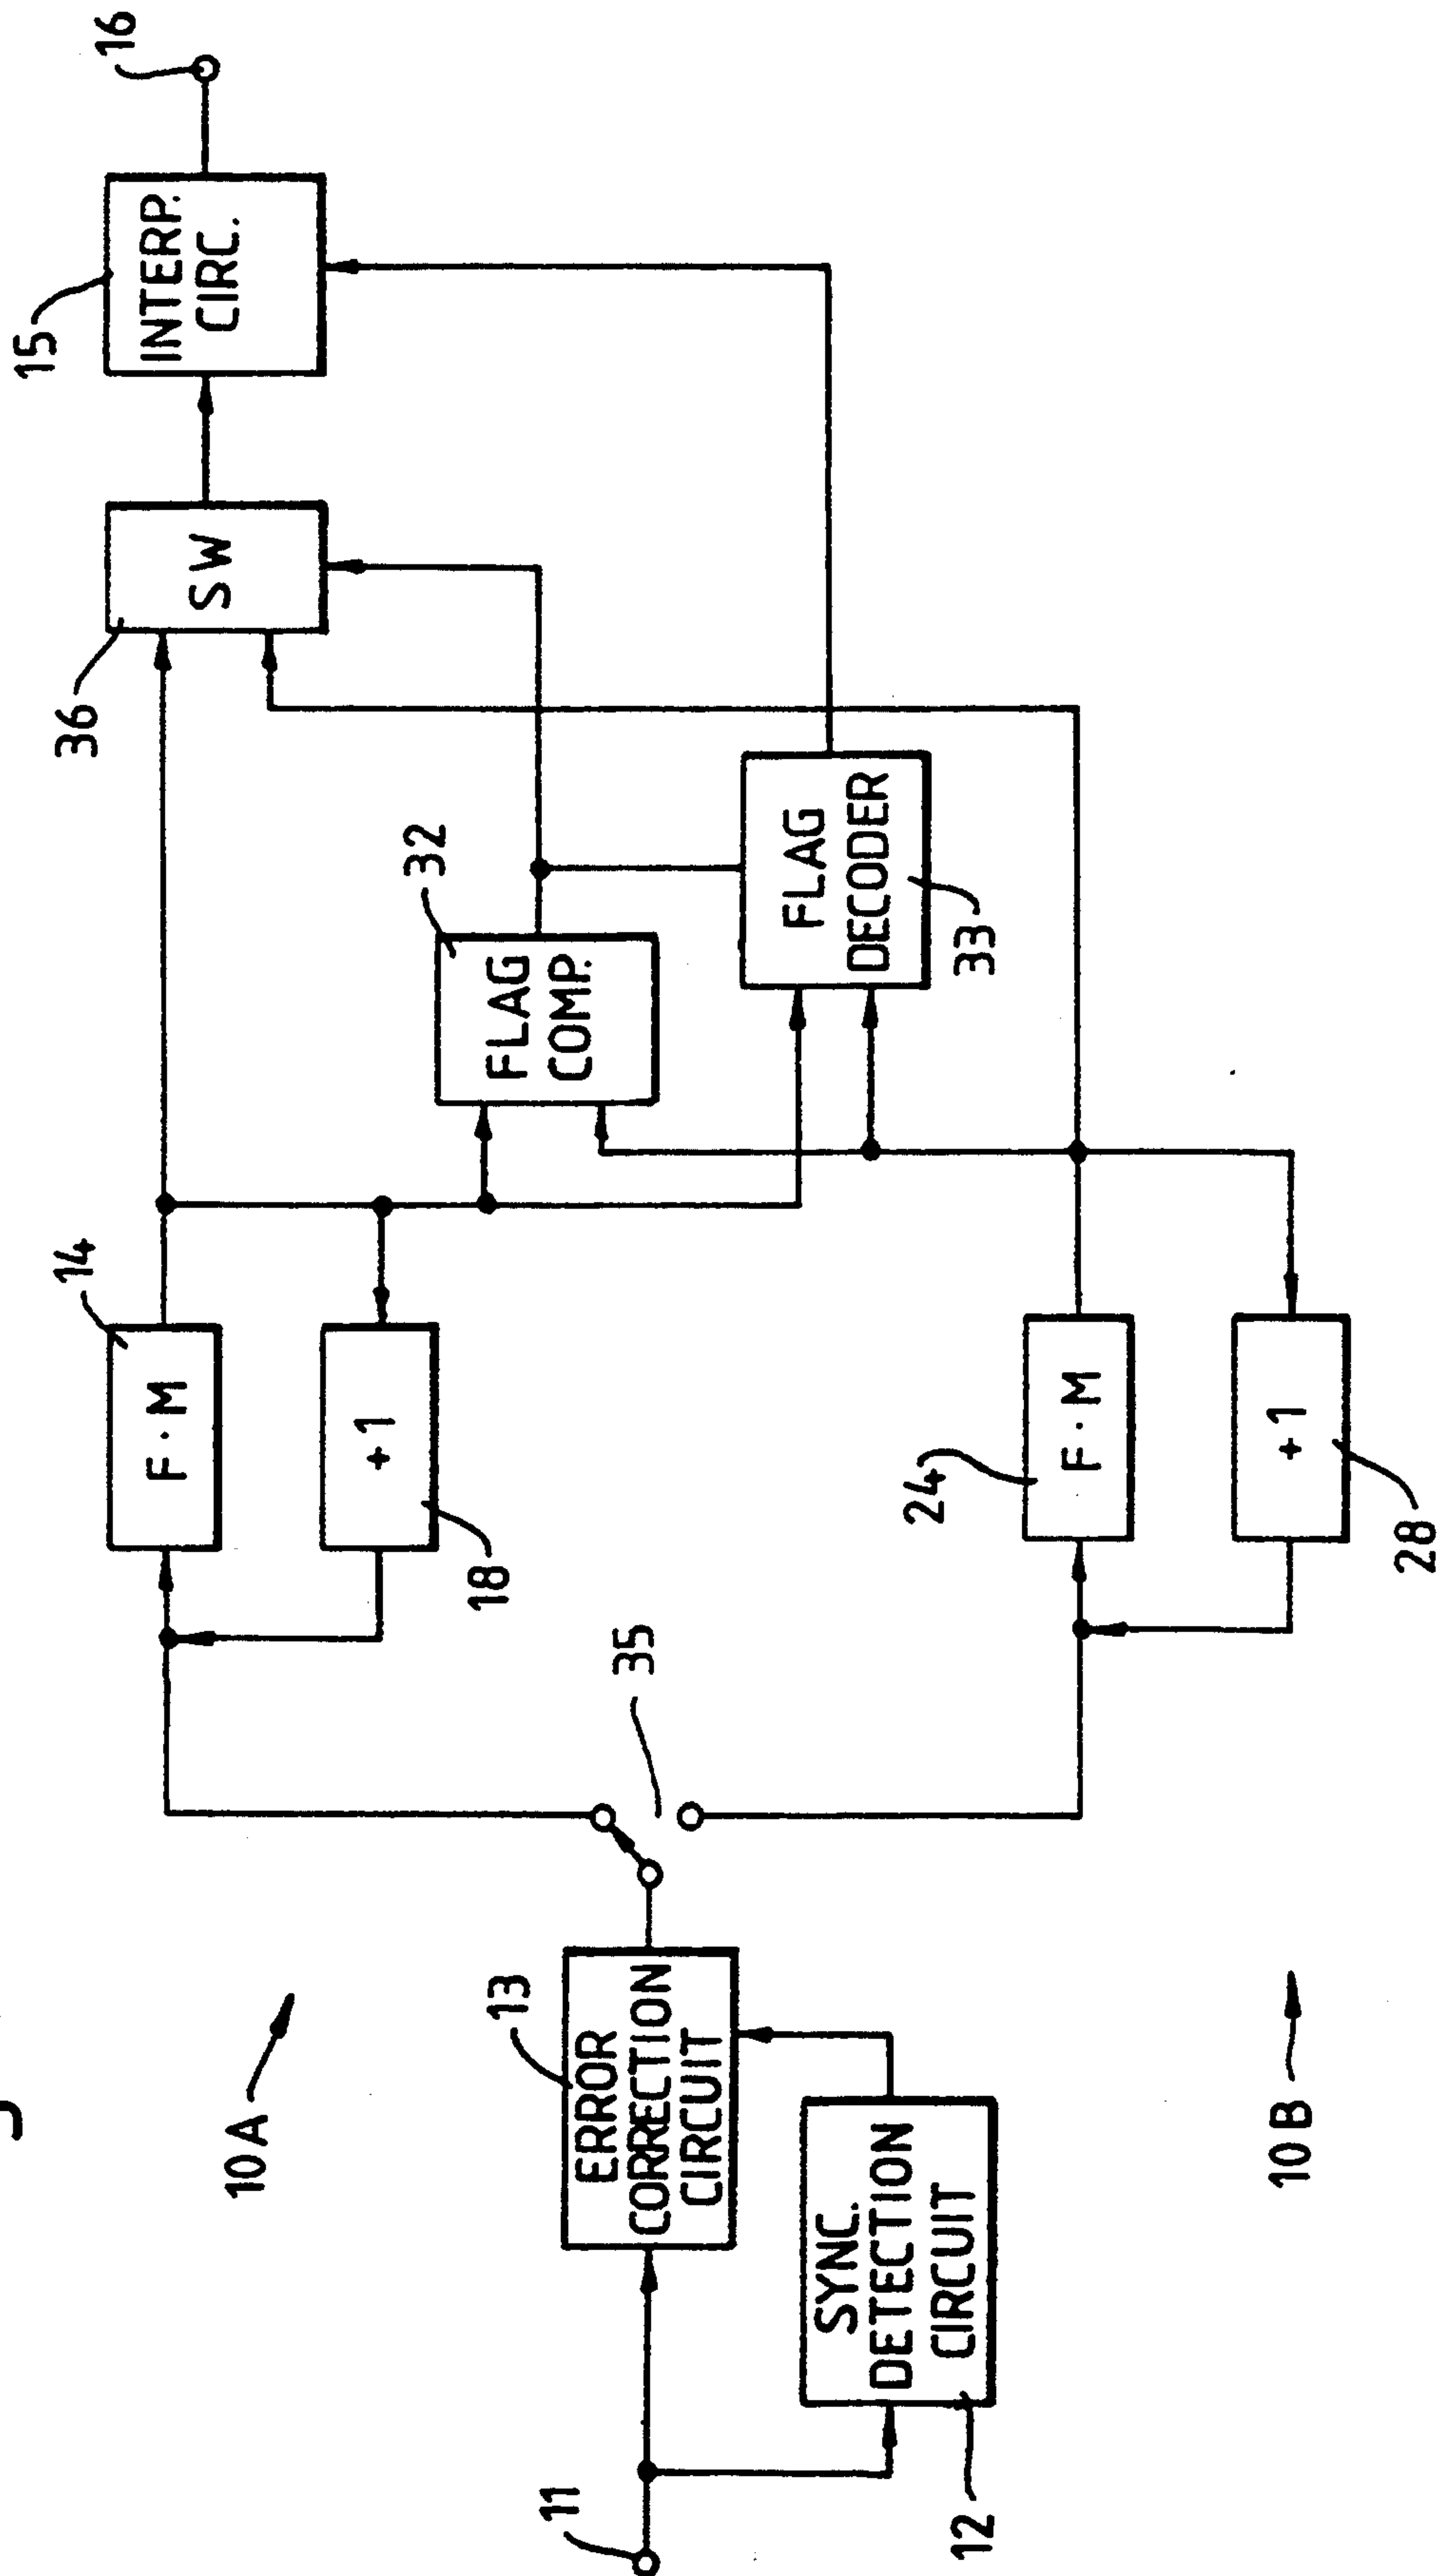 10A
10B
11
SYNC.
DETECTION
CIRCUIT
12
ERROR
CORRECTION
CIRCUIT
13
35
F·M
14
+1
18
F·M
24
+1
28
FLAG
COMP.
32
FLAG
DECODER
33
SW
36
INTERP.
CIRC.
15
16